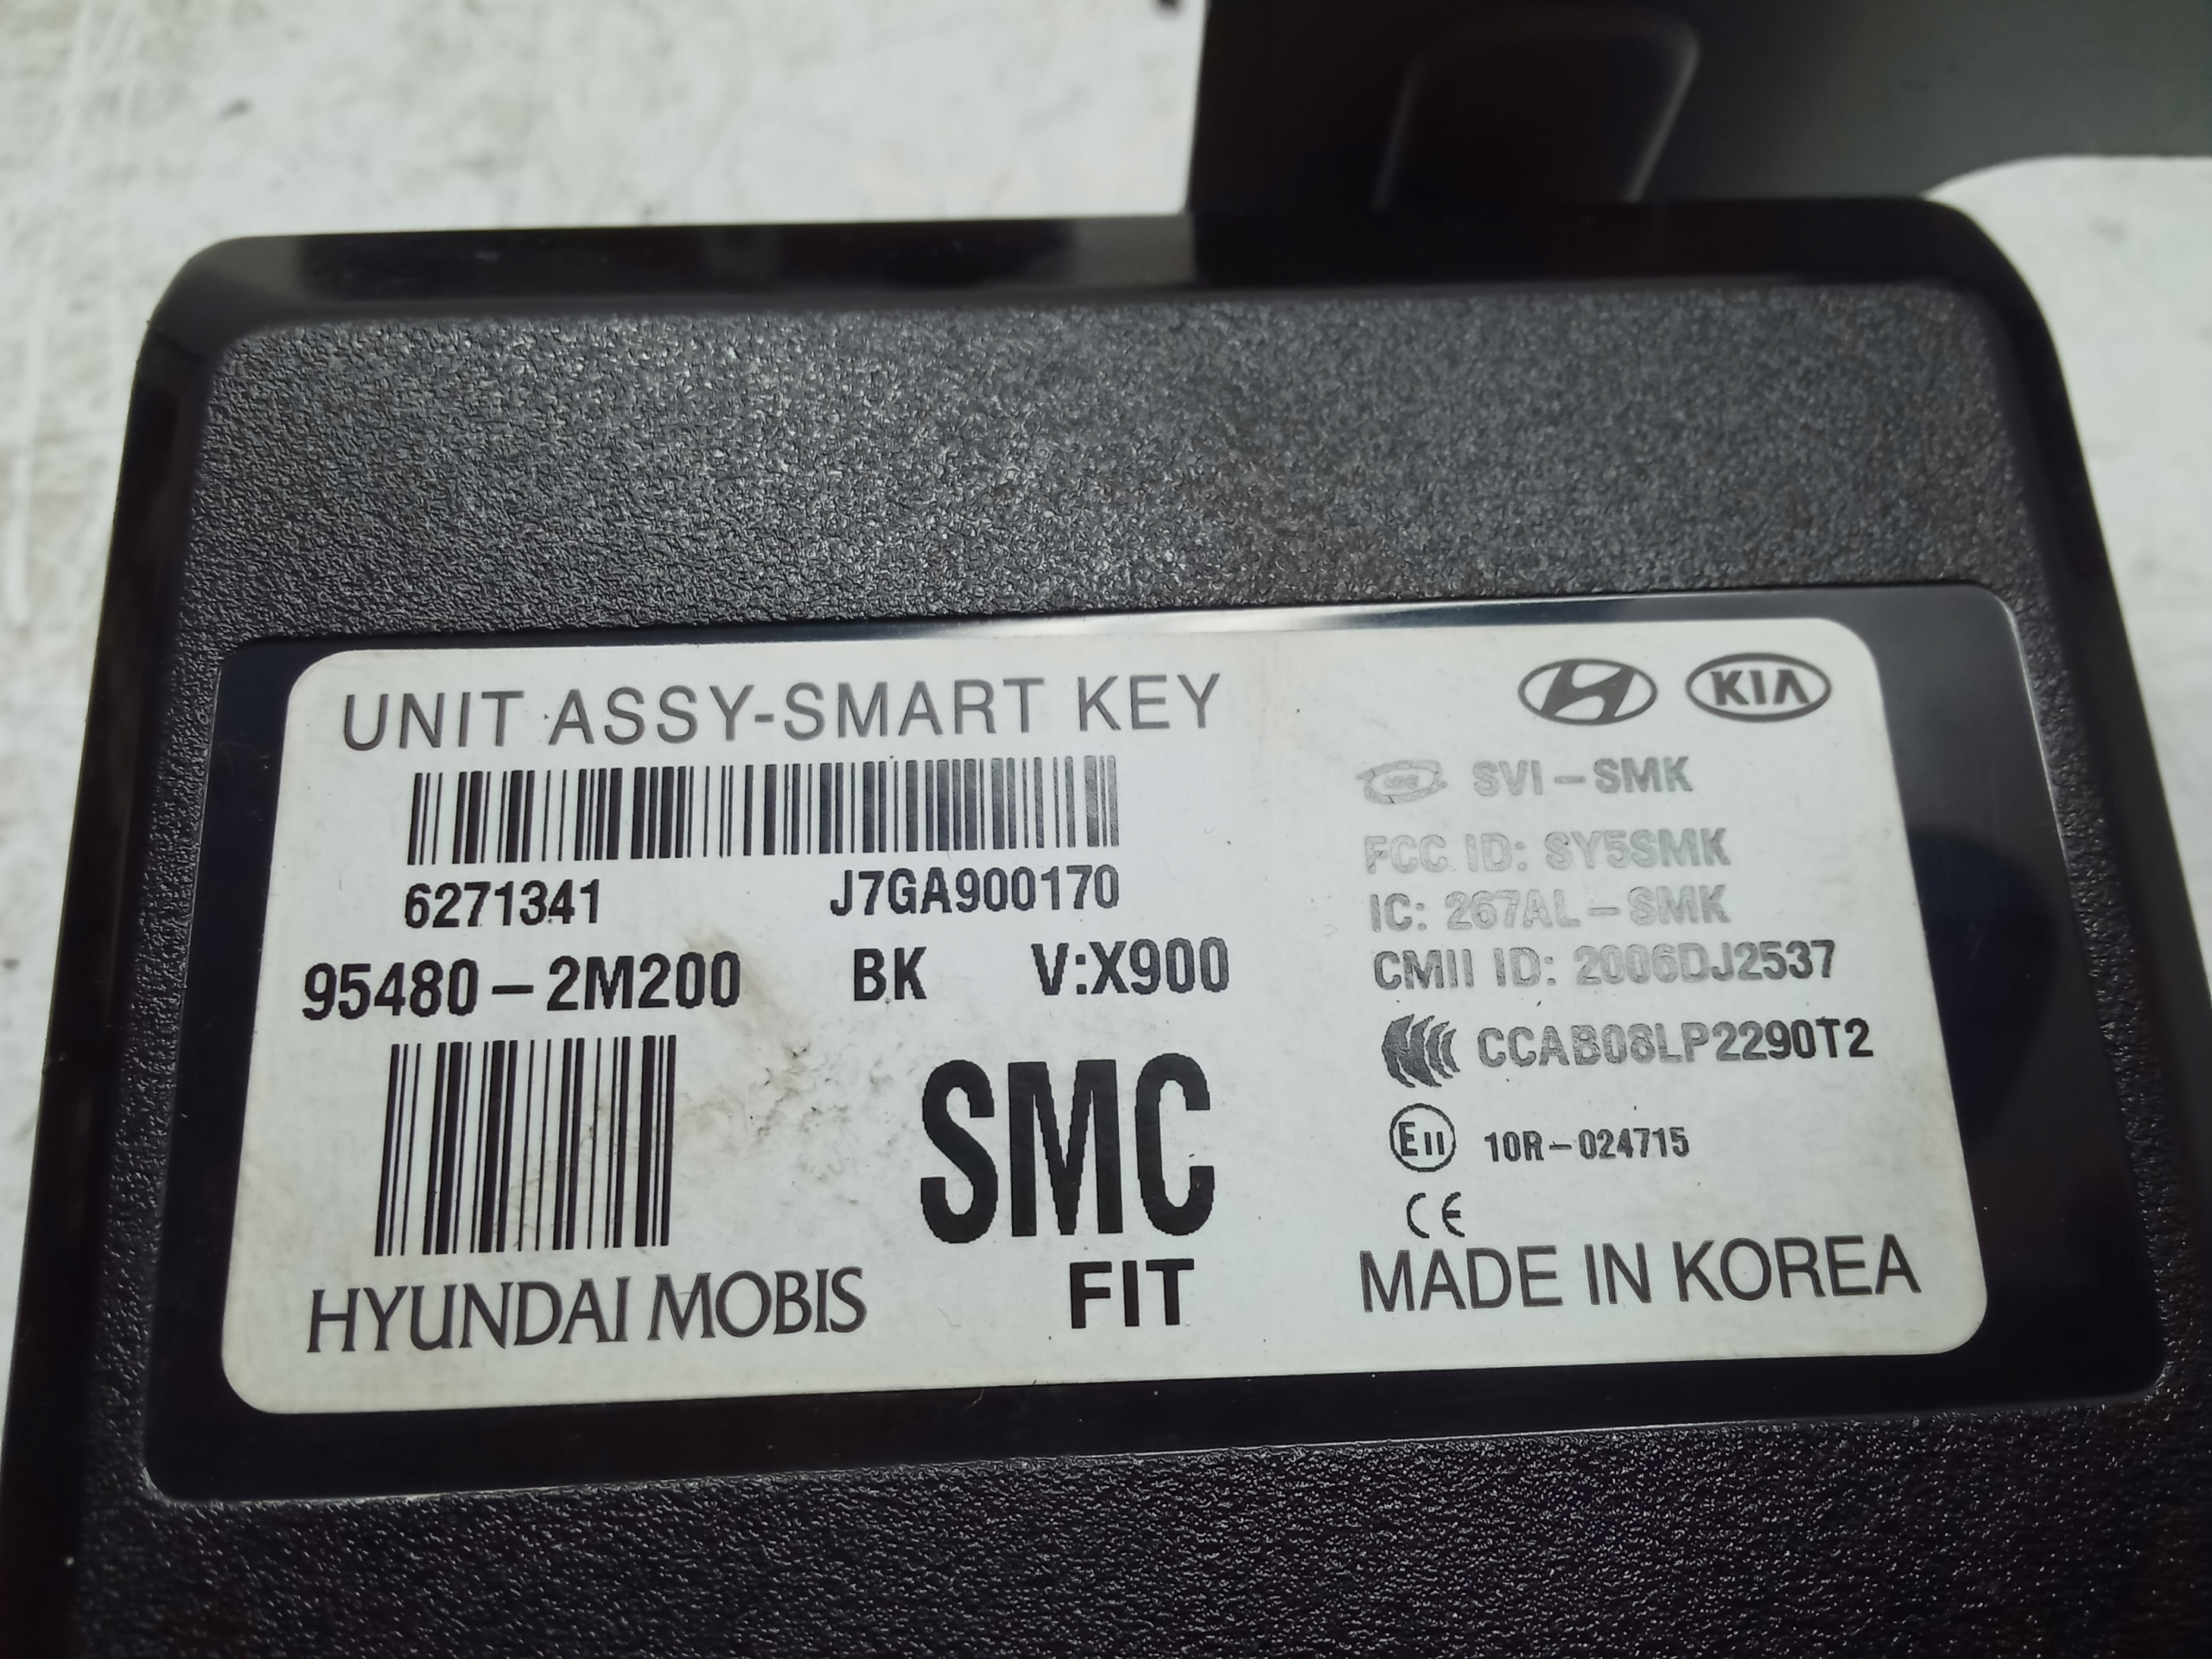 UNIT ASSY-SMART KEY
KIA
6271341 J7GA900170
95480-2M200 BK V:X900
SMC
FIT
HYUNDAI MOBIS
SVI-SMK
FCC ID: SY5SMK
IC: 267AL-SMK
CMII ID: 2006DJ2537
CCAB08LP2290T2
E11 10R-024715
CE
MADE IN KOREA